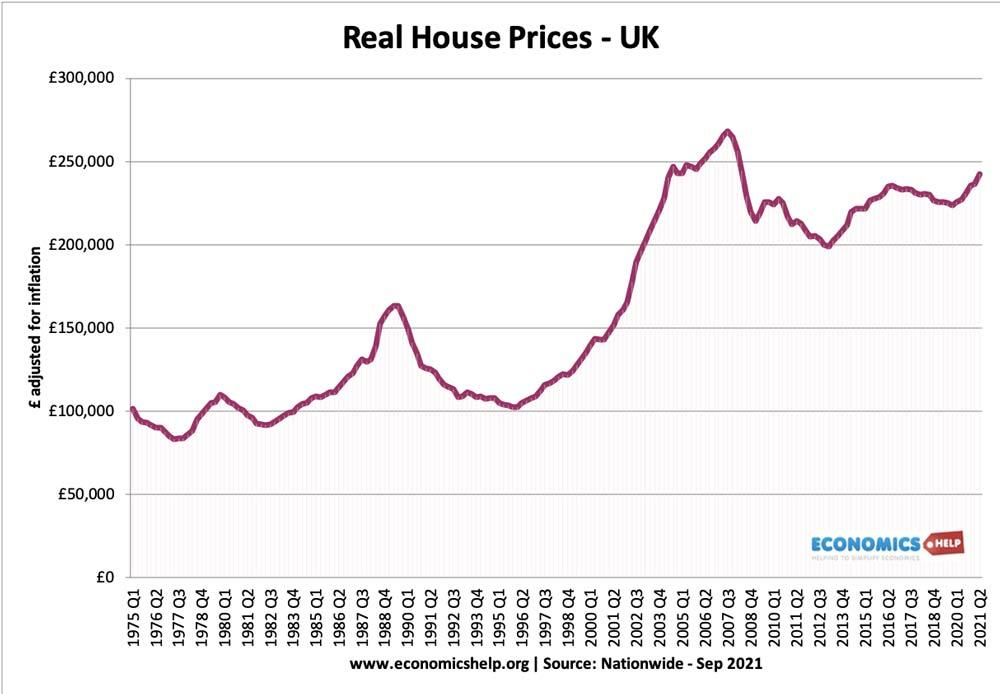 Real House Prices - UK
£300,000
£250,000
£200,000
£150,000
£100,000
£50,000
£0
£ adjusted for inflation
ECONOMICS HELP
HELPING TO SIMPLIFY ECONOMICS
1975 Q1
1976 Q2
1977 Q3
1978 Q4
1980 Q1
1981 Q2
1982 Q3
1983 Q4
1985 Q1
1986 Q2
1987 Q3
1988 Q4
1990 Q1
1991 Q2
1992 Q3
1993 Q4
1995 Q1
1996 Q2
1997 Q3
1998 Q4
2000 Q1
2001 Q2
2002 Q3
2003 Q4
2005 Q1
2006 Q2
2007 Q3
2008 Q4
2010 Q1
2011 Q2
2012 Q3
2013 Q4
2015 Q1
2016 Q2
2017 Q3
2018 Q4
2020 Q1
2021 Q2
www.economicshelp.org | Source: Nationwide - Sep 2021